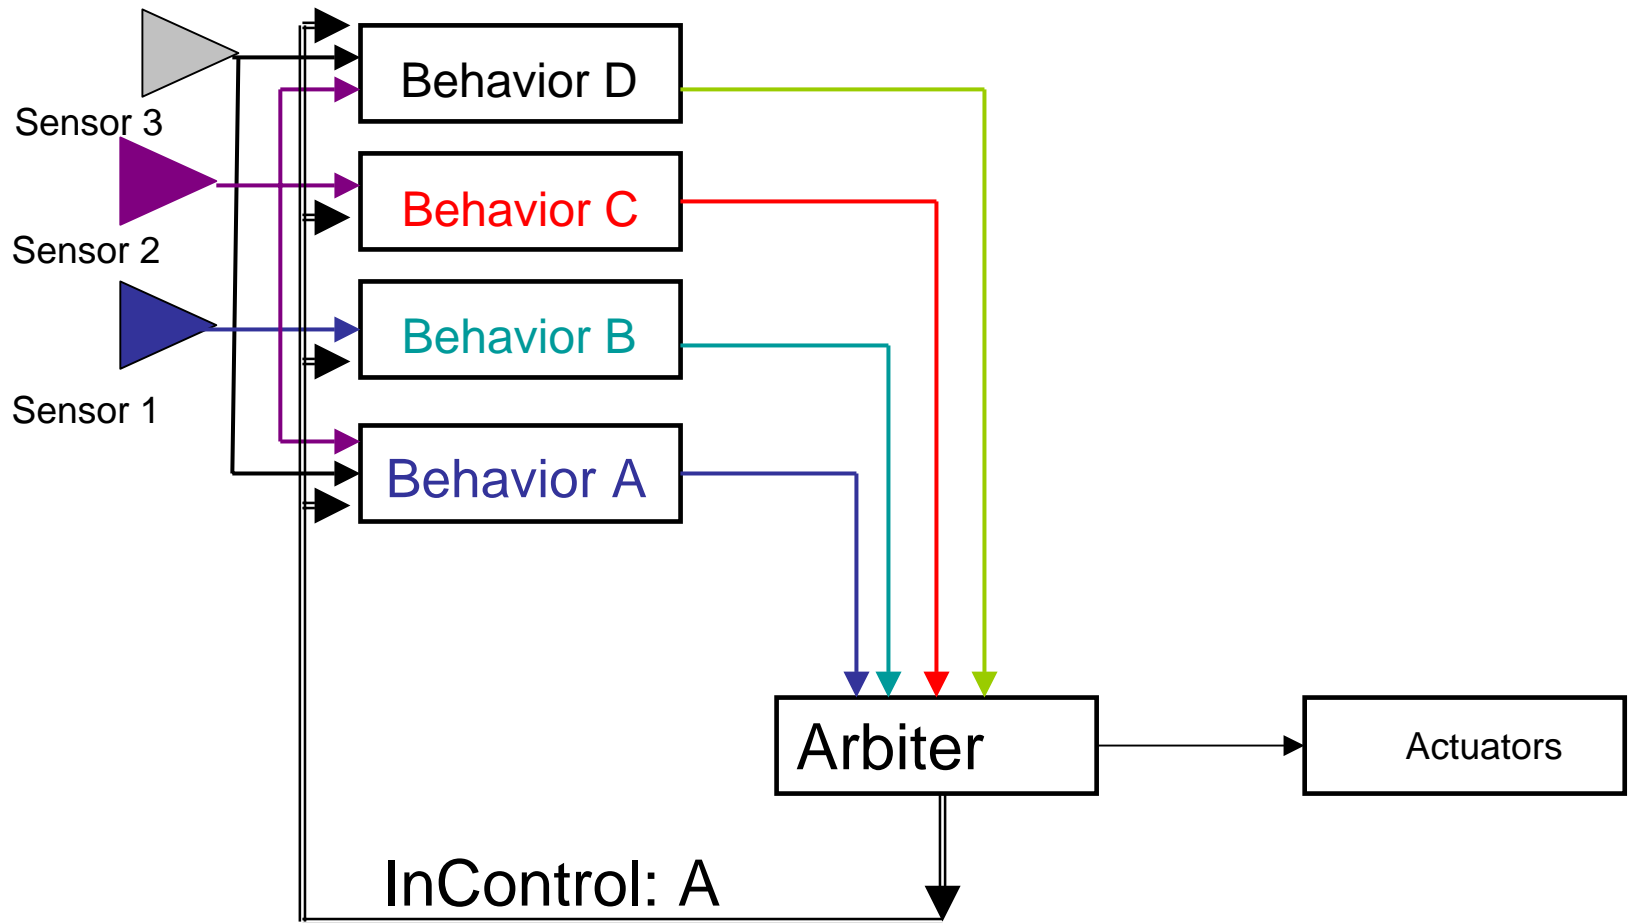 Behavior D
Sensor 3
Behavior C
Sensor 2
Behavior B
Sensor 1
Behavior A
Arbiter
Actuators
InControl: A